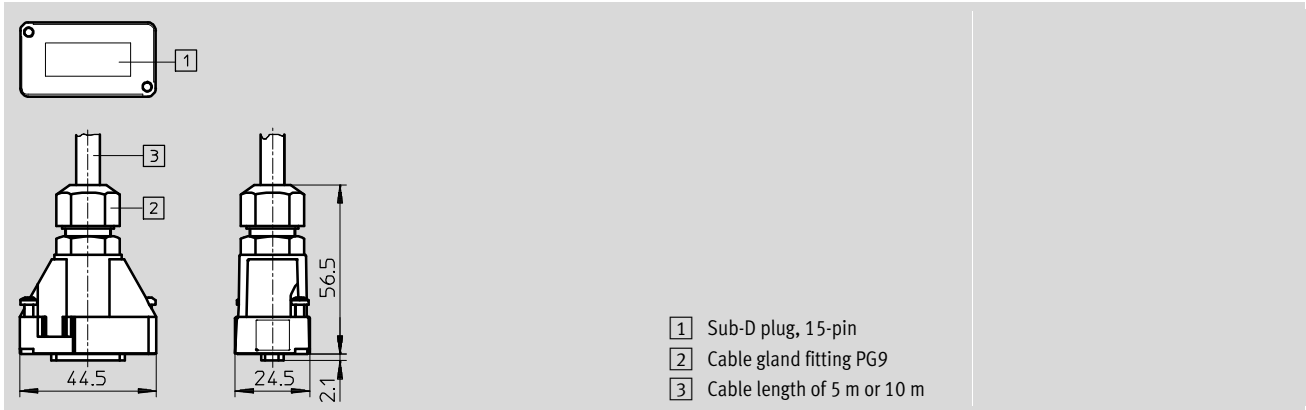 1
3
2
56.5
44.5
24.5
2.1
1 Sub-D plug, 15-pin
2 Cable gland fitting PG9
3 Cable length of 5 m or 10 m